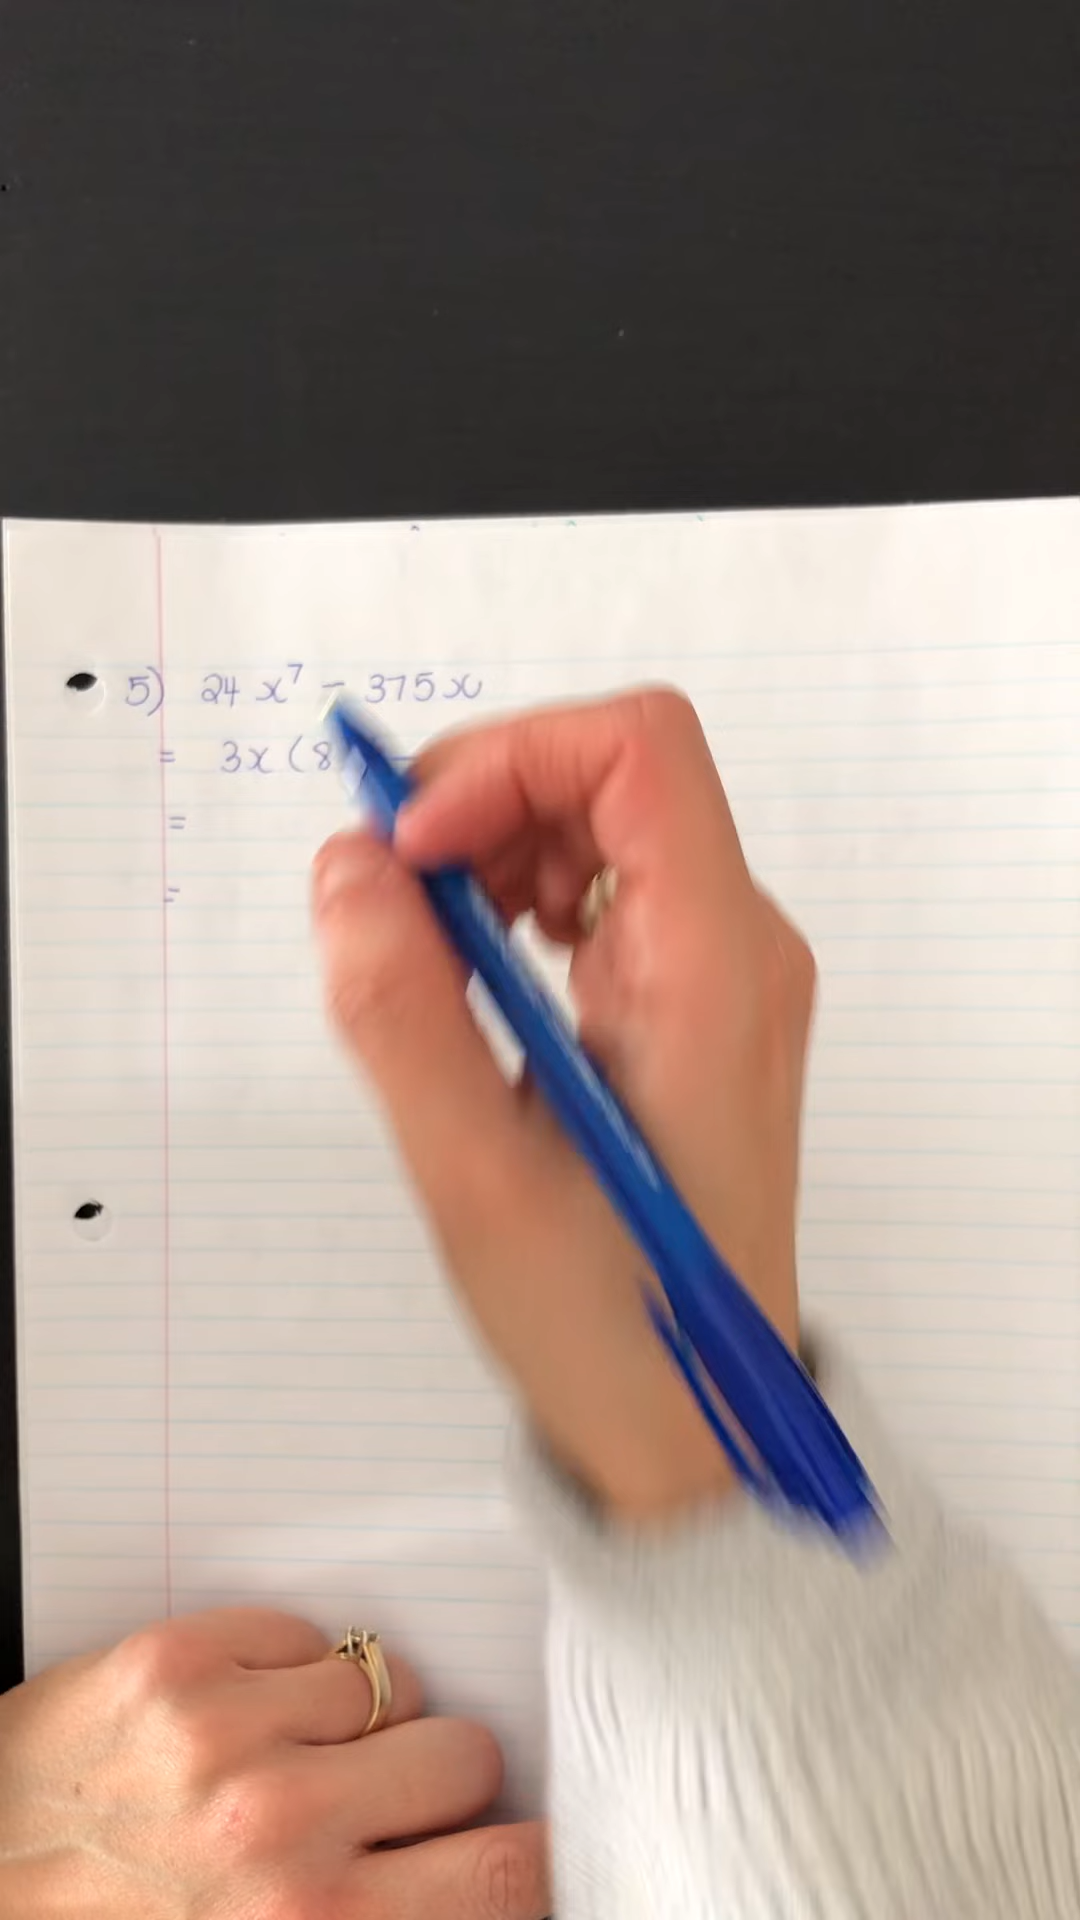 5) 24x⁷ - 375x
= 3x(8 -
=
=